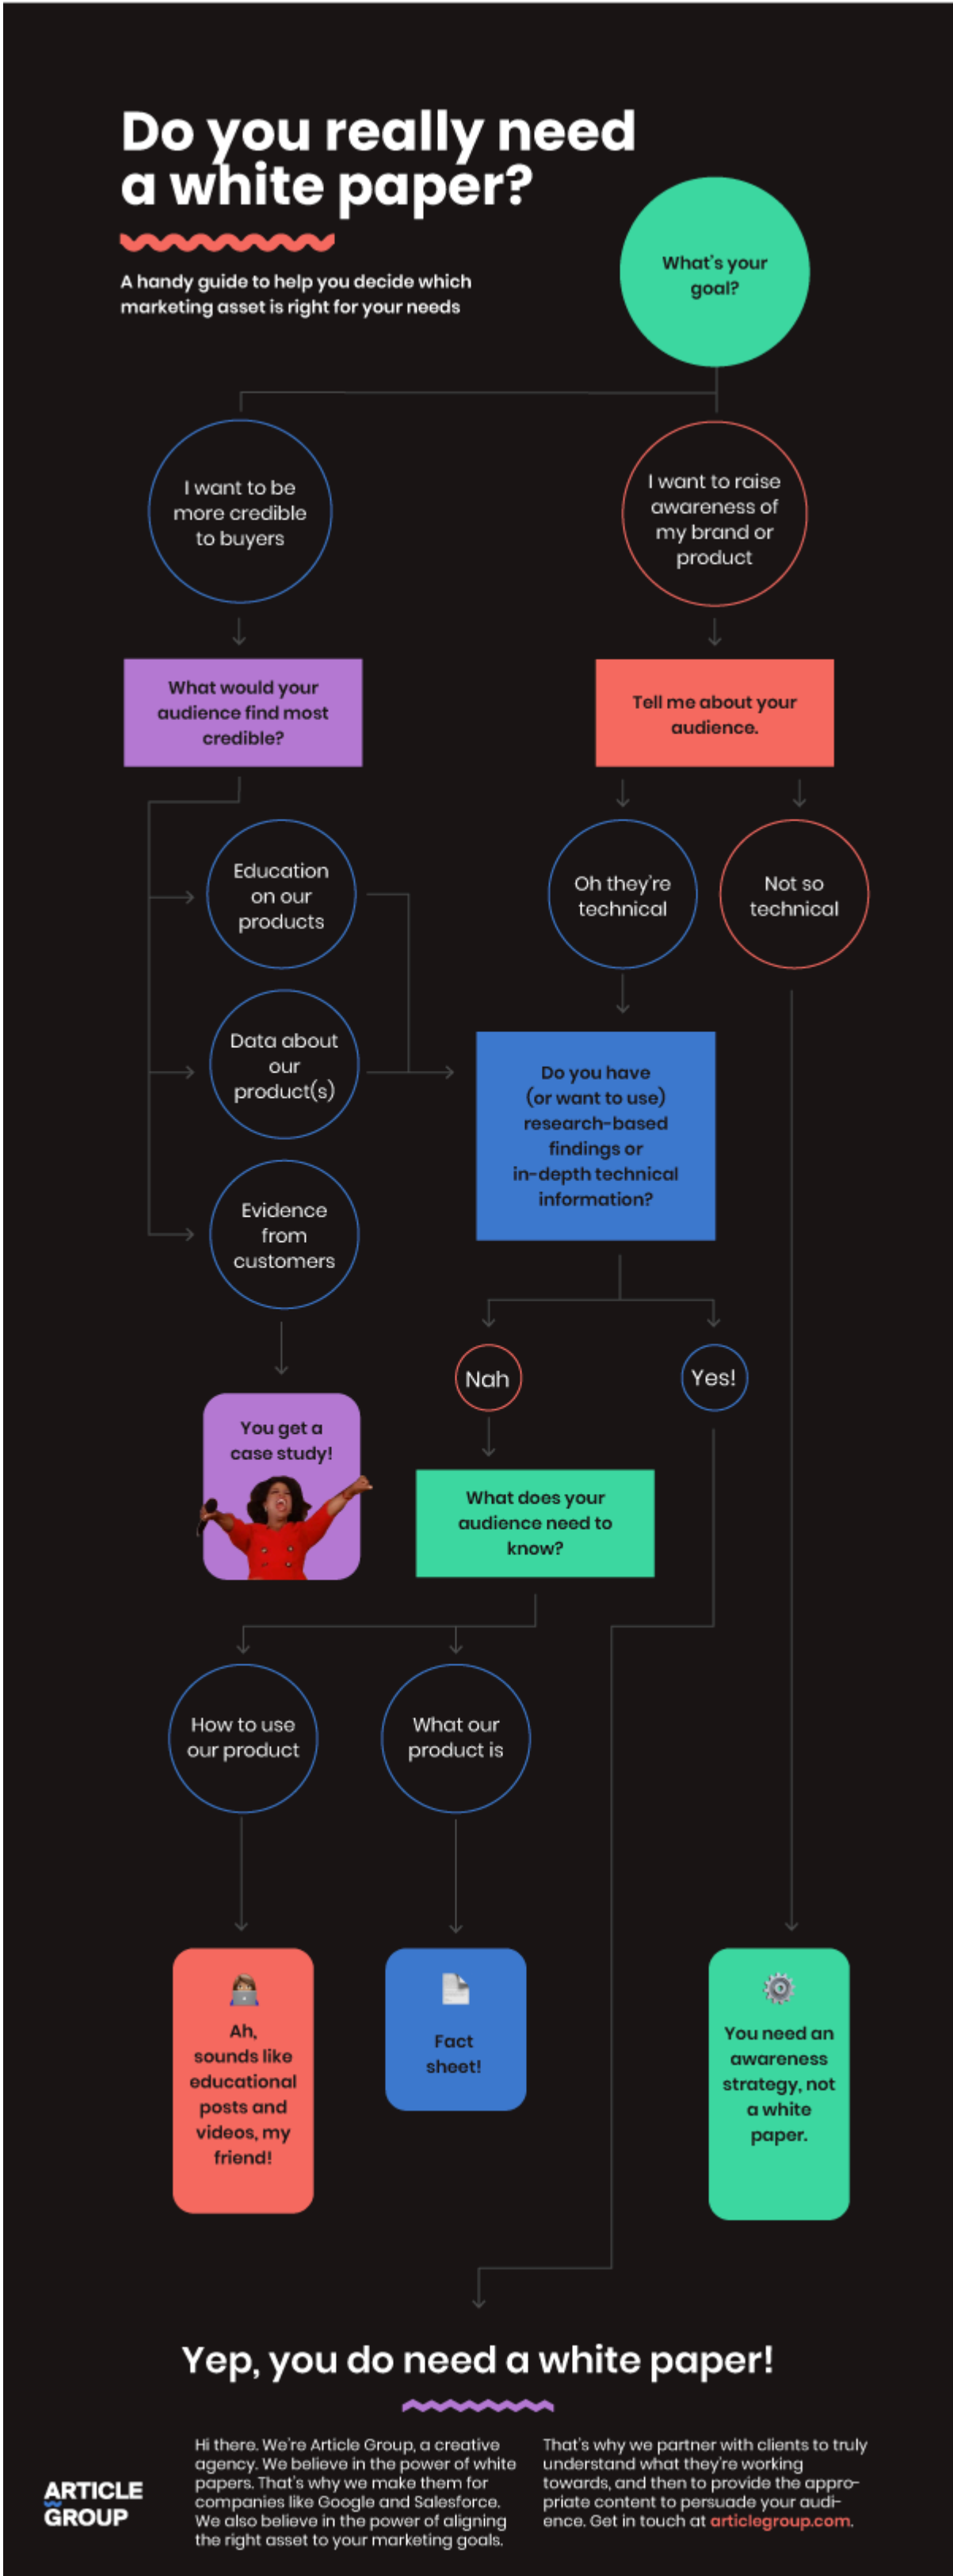 Do you really need
a white paper?
A handy guide to help you decide which
marketing asset is right for your needs
What's your
goal?
I want to be
more credible
to buyers
I want to raise
awareness of
my brand or
product
What would your
audience find most
credible?
Tell me about your
audience.
Education
on our
products
Oh they're
technical
Not so
technical
Data about
our
product(s)
Do you have
(or want to use)
research-based
findings or
in-depth technical
information?
Evidence
from
customers
Nah
Yes!
You get a
case study!
What does your
audience need to
know?
How to use
our product
What our
product is
Ah,
sounds like
educational
posts and
videos, my
friend!
Fact
sheet!
You need an
awareness
strategy, not
a white
paper.
Yep, you do need a white paper!
ARTICLE
GROUP
Hi there. We're Article Group, a creative
agency. We believe in the power of white
papers. That's why we make them for
companies like Google and Salesforce.
We also believe in the power of aligning
the right asset to your marketing goals.
That's why we partner with clients to truly
understand what they're working
towards, and then to provide the appro-
priate content to persuade your audi-
ence. Get in touch at articlegroup.com.